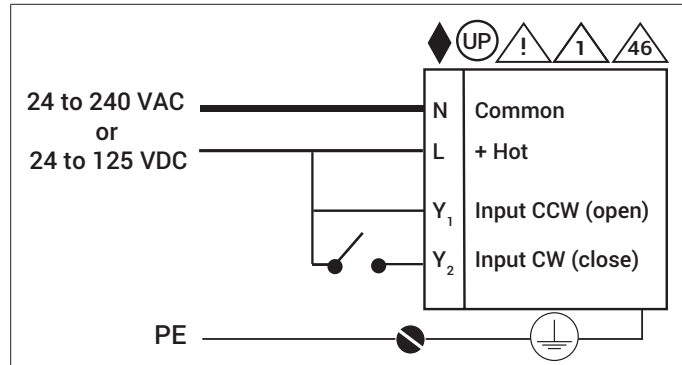 UP ! 1 46
24 to 240 VAC
or
24 to 125 VDC
N Common
L + Hot
Y₁ Input CCW (open)
Y₂ Input CW (close)
PE